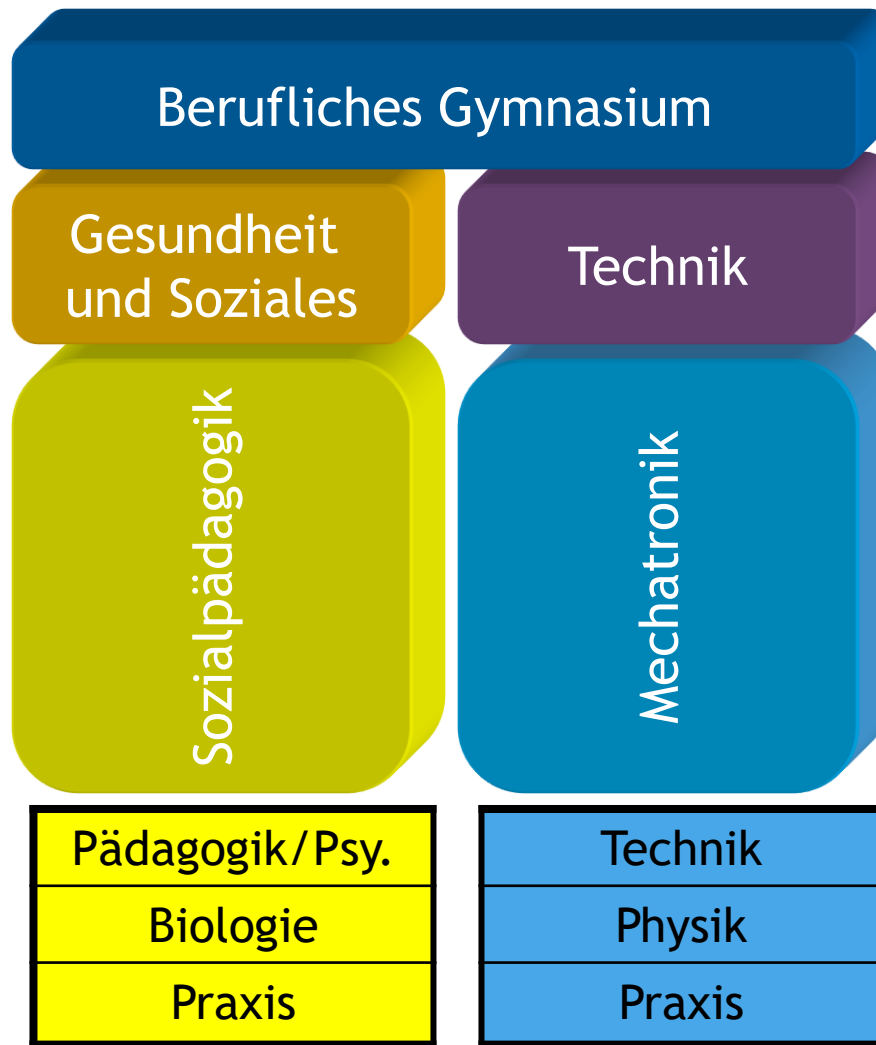 Berufliches Gymnasium
Gesundheit
und Soziales
Technik
Sozialpädagogik
Mechatronik
Pädagogik/Psy.
Biologie
Praxis
Technik
Physik
Praxis